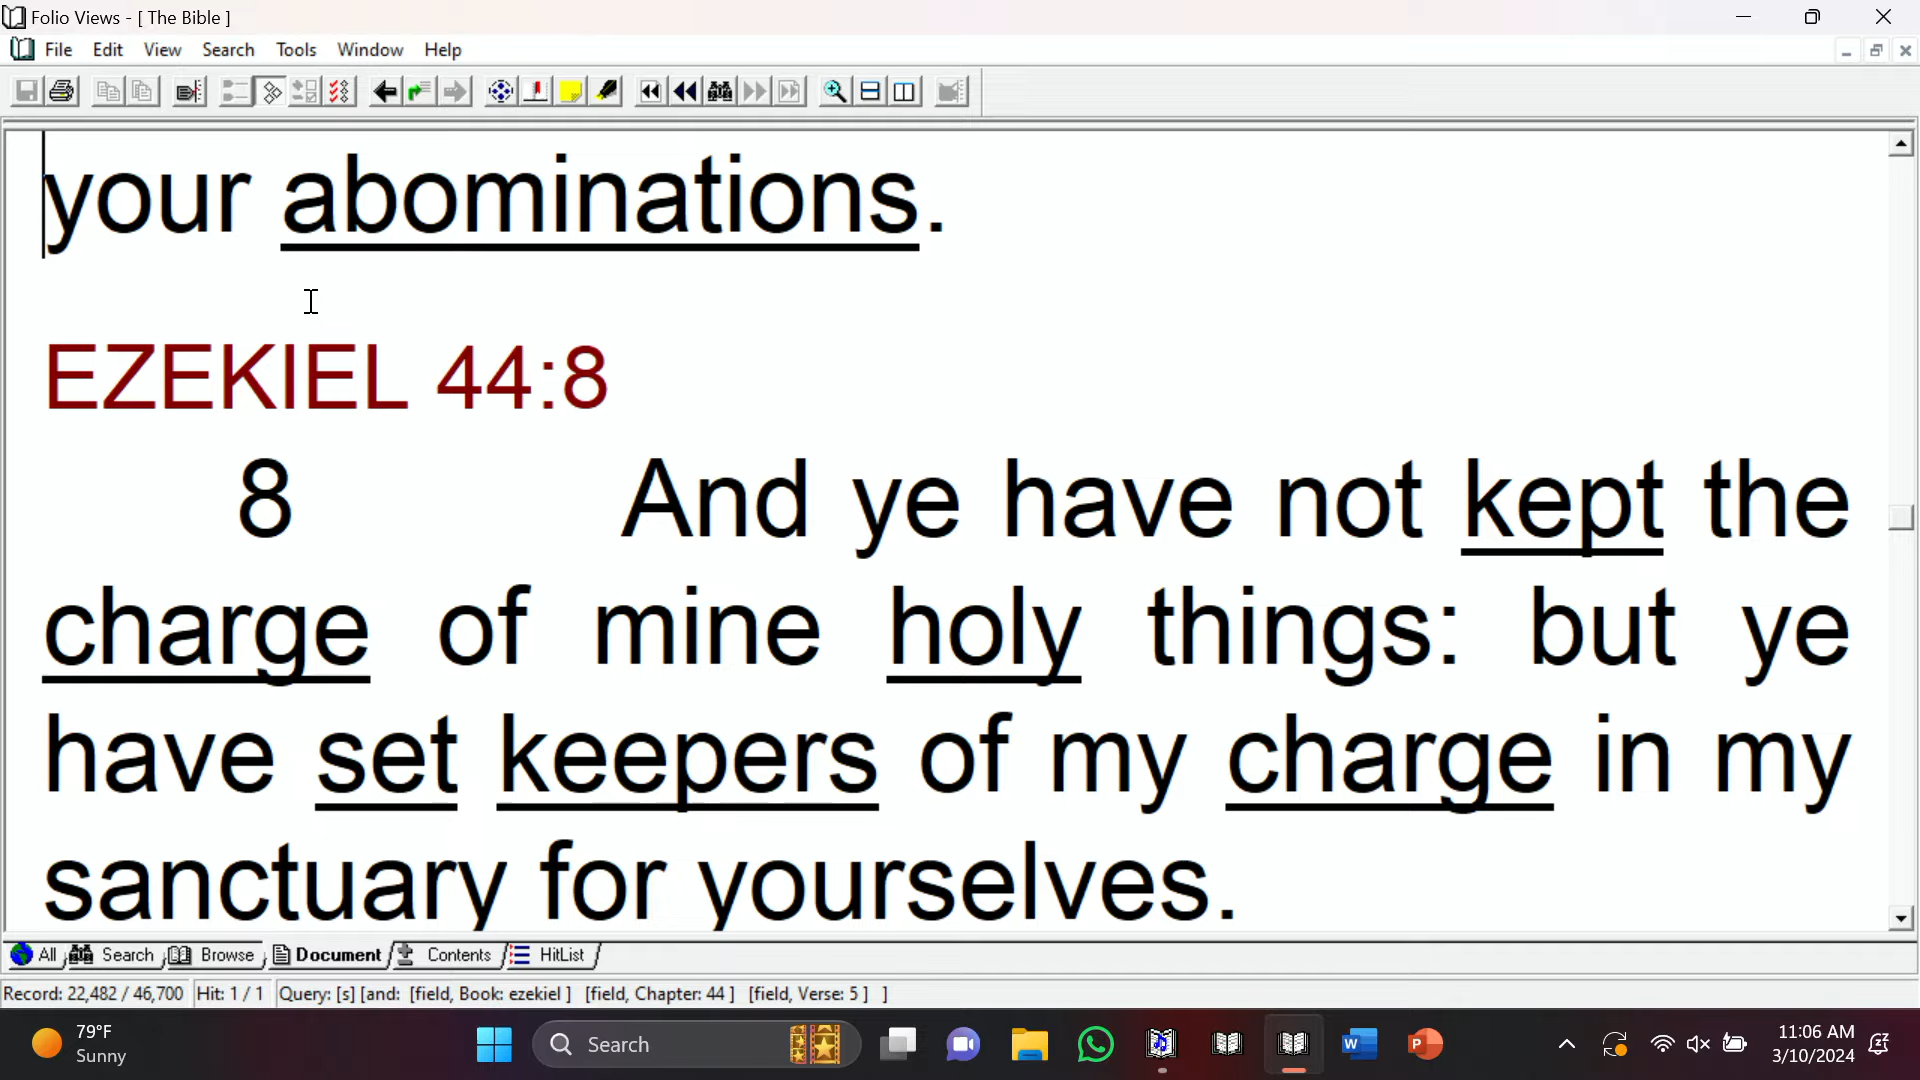 Folio Views - [ The Bible ]
File Edit View Search Tools Window Help
your abominations.
EZEKIEL 44:8
8 And ye have not kept the
charge of mine holy things: but ye
have set keepers of my charge in my
sanctuary for yourselves.
All Search Browse Document Contents HitList
Record: 22,482 / 46,700 Hit: 1 / 1 Query: [s] [and: [field, Book: ezekiel ] [field, Chapter: 44 ] [field, Verse: 5 ] ]
79°F
Sunny
Search
W
P
11:06 AM
3/10/2024